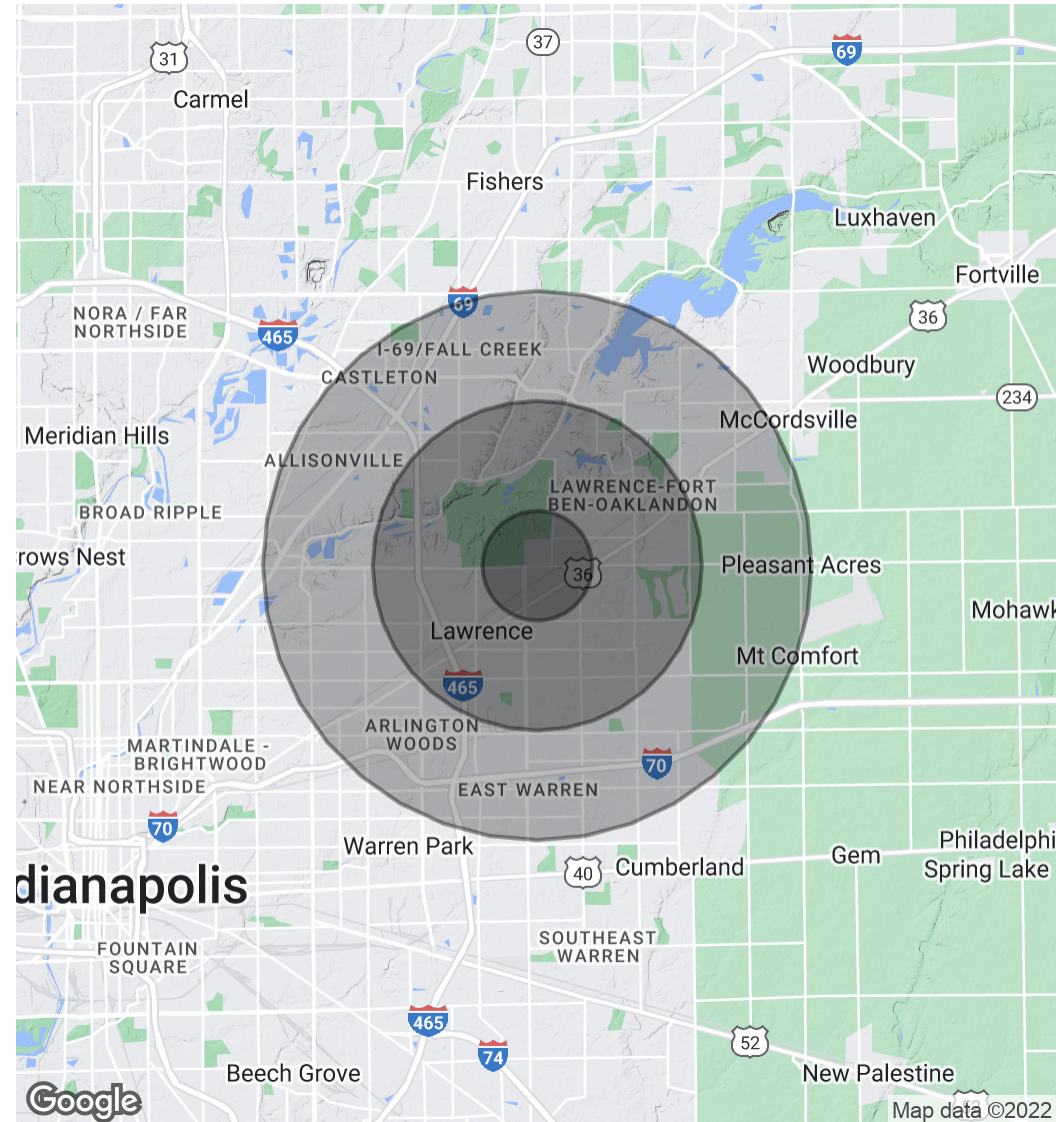 37
69
31
Carmel
Fishers
Luxhaven
Fortville
69
36
NORA / FAR
NORTHSIDE
465
I-69/FALL CREEK
Woodbury
CASTLETON
234
McCordsville
Meridian Hills
ALLISONVILLE
LAWRENCE-FORT
BEN-OAKLANDON
BROAD RIPPLE
rows Nest
36
Pleasant Acres
Mohawk
Lawrence
Mt Comfort
465
ARLINGTON
WOODS
MARTINDALE -
BRIGHTWOOD
70
NEAR NORTHSIDE
EAST WARREN
70
Warren Park
Philadelphi
Gem
Cumberland
40
Spring Lake
dianapolis
FOUNTAIN
SQUARE
SOUTHEAST
WARREN
465
52
74
Beech Grove
New Palestine
Google
Map data ©2022